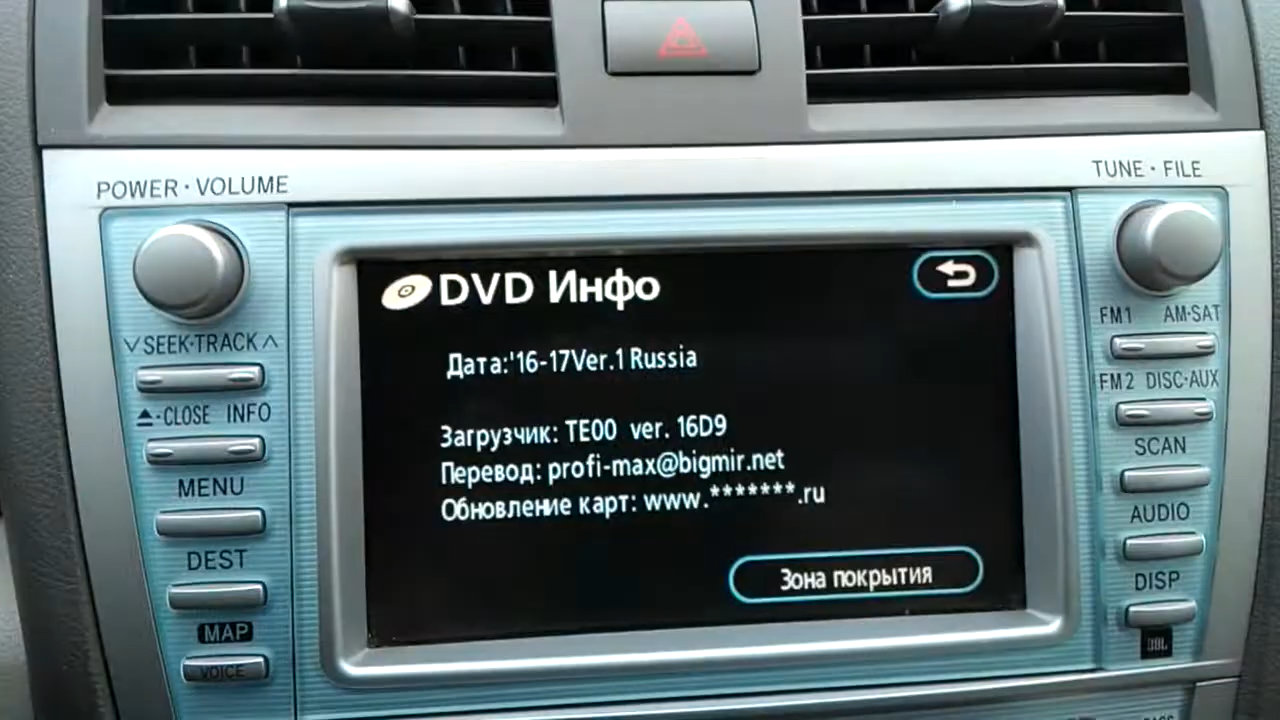 POWER · VOLUME
TUNE · FILE
DVD Инфо
Дата:'16-17Ver.1 Russia
Загрузчик: TE00 ver. 16D9
Перевод: profi-max@bigmir.net
Обновление карт: www.*******.ru
Зона покрытия
∨SEEK·TRACK∧
⏏·CLOSE INFO
MENU
DEST
MAP
VOICE
FM1 AM·SAT
FM2 DISC·AUX
SCAN
AUDIO
DISP
JBL